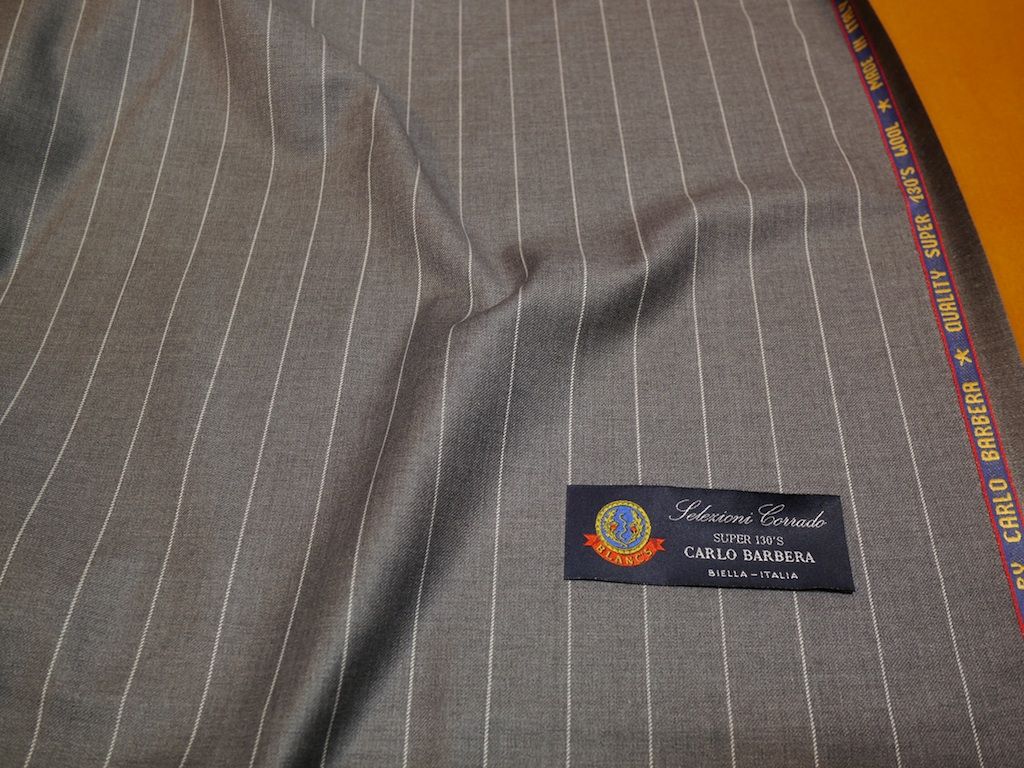 Selezioni Corrado
SUPER 130'S
CARLO BARBERA
BIELLA – ITALIA
BLANC'S
BY CARLO BARBERA ★ QUALITY SUPER 130'S WOOL ★ MADE IN ITALY